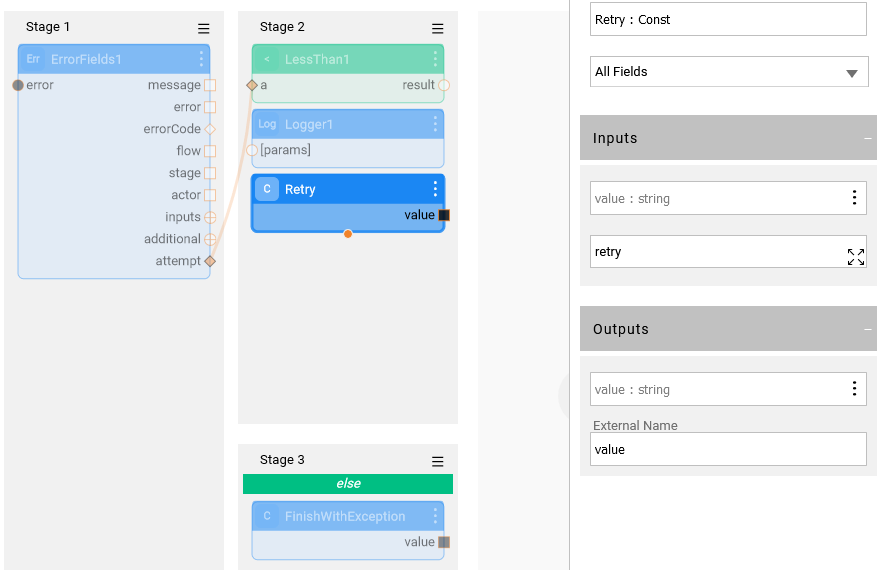 Stage 1
Err ErrorFields1
error
message
error
errorCode
flow
stage
actor
inputs
additional
attempt
Stage 2
< LessThan1
a result
Log Logger1
[params]
C Retry
value
Stage 3
else
C FinishWithException
value
Retry : Const
All Fields
Inputs
value : string
retry
Outputs
value : string
External Name
value